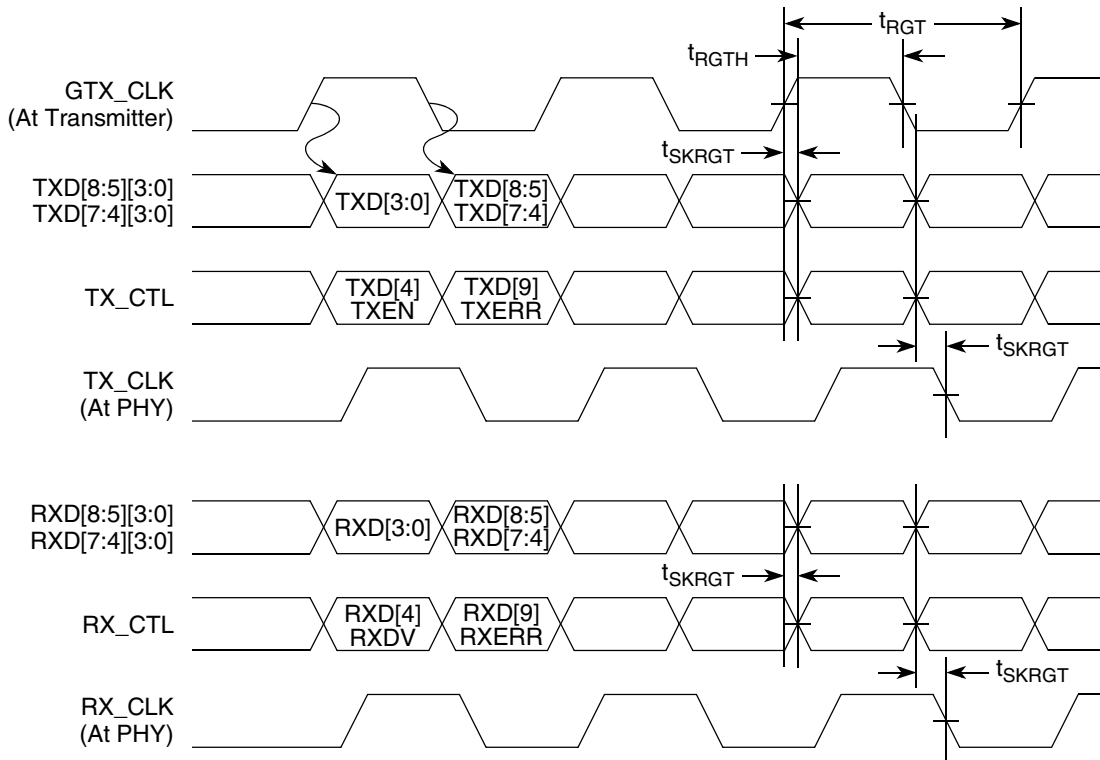 tRGT
tRGTH
GTX_CLK
(At Transmitter)
tSKRGT
TXD[8:5][3:0]
TXD[7:4][3:0]
TXD[3:0]
TXD[8:5]
TXD[7:4]
TX_CTL
TXD[4]
TXEN
TXD[9]
TXERR
tSKRGT
TX_CLK
(At PHY)
RXD[8:5][3:0]
RXD[7:4][3:0]
RXD[3:0]
RXD[8:5]
RXD[7:4]
tSKRGT
RX_CTL
RXD[4]
RXDV
RXD[9]
RXERR
tSKRGT
RX_CLK
(At PHY)